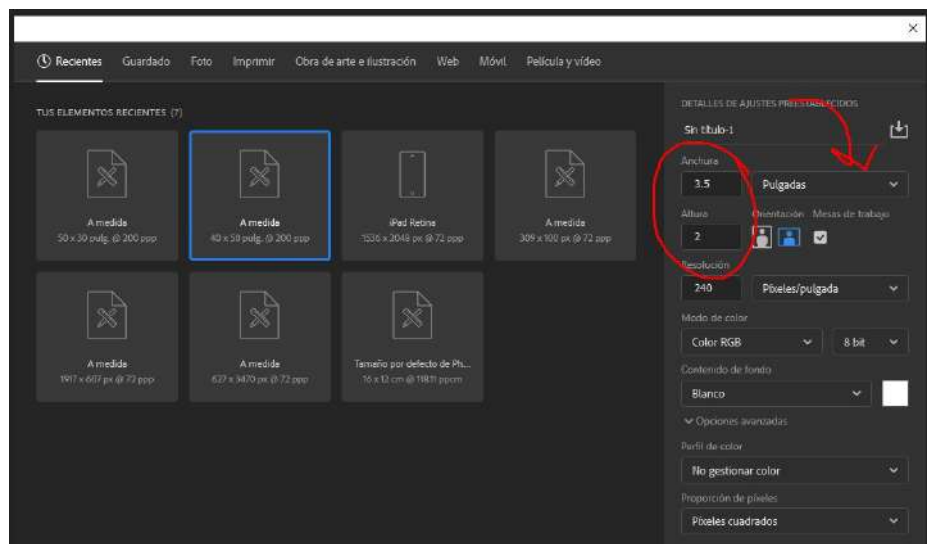 Recientes Guardado Foto Imprimir Obra de arte e ilustración Web Móvil Película y vídeo
TUS ELEMENTOS RECIENTES (7)
A medida
50 x 30 pulg. @ 200 ppp
A medida
40 x 50 pulg. @ 200 ppp
iPad Retina
1536 x 2048 px @ 72 ppp
A medida
309 x 100 px @ 72 ppp
A medida
1917 x 607 px @ 72 ppp
A medida
627 x 3470 px @ 72 ppp
Tamaño por defecto de Ph...
16 x 12 cm @ 118.11 ppcm
DETALLES DE AJUSTES PREESTABLECIDOS
Sin título-1
Anchura
3.5 Pulgadas
Altura Orientación Mesas de trabajo
2
Resolución
240 Píxeles/pulgada
Modo de color
Color RGB 8 bit
Contenido de fondo
Blanco
Opciones avanzadas
Perfil de color
No gestionar color
Proporción de píxeles
Píxeles cuadrados